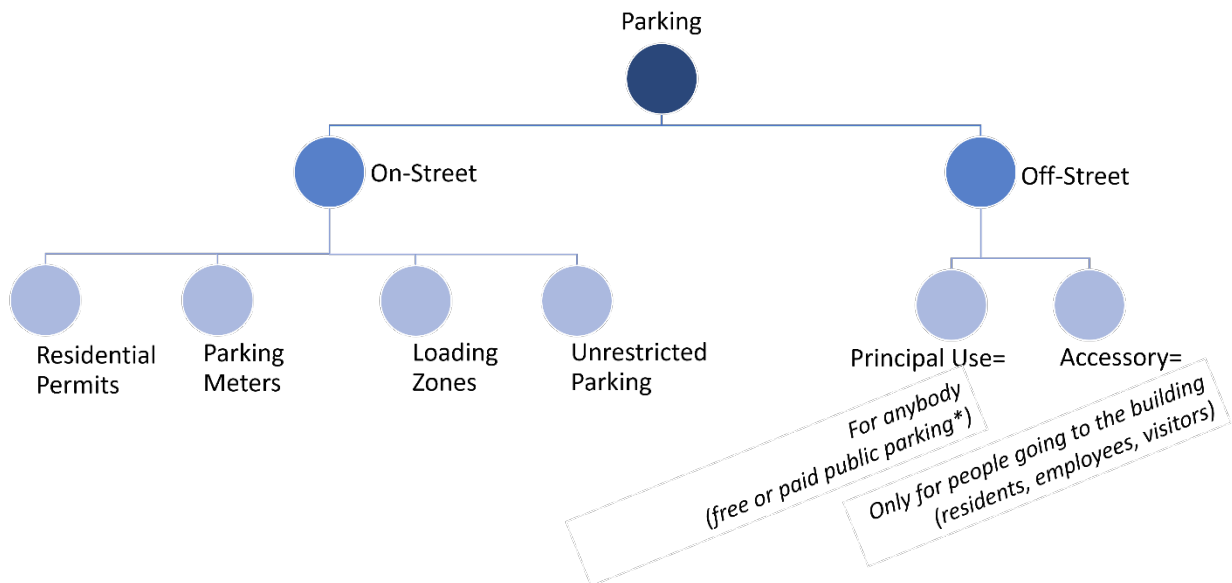 Parking
On-Street
Off-Street
Residential
Permits
Parking
Meters
Loading
Zones
Unrestricted
Parking
Principal Use=
Accessory=
For anybody
(free or paid public parking*)
Only for people going to the building
(residents, employees, visitors)